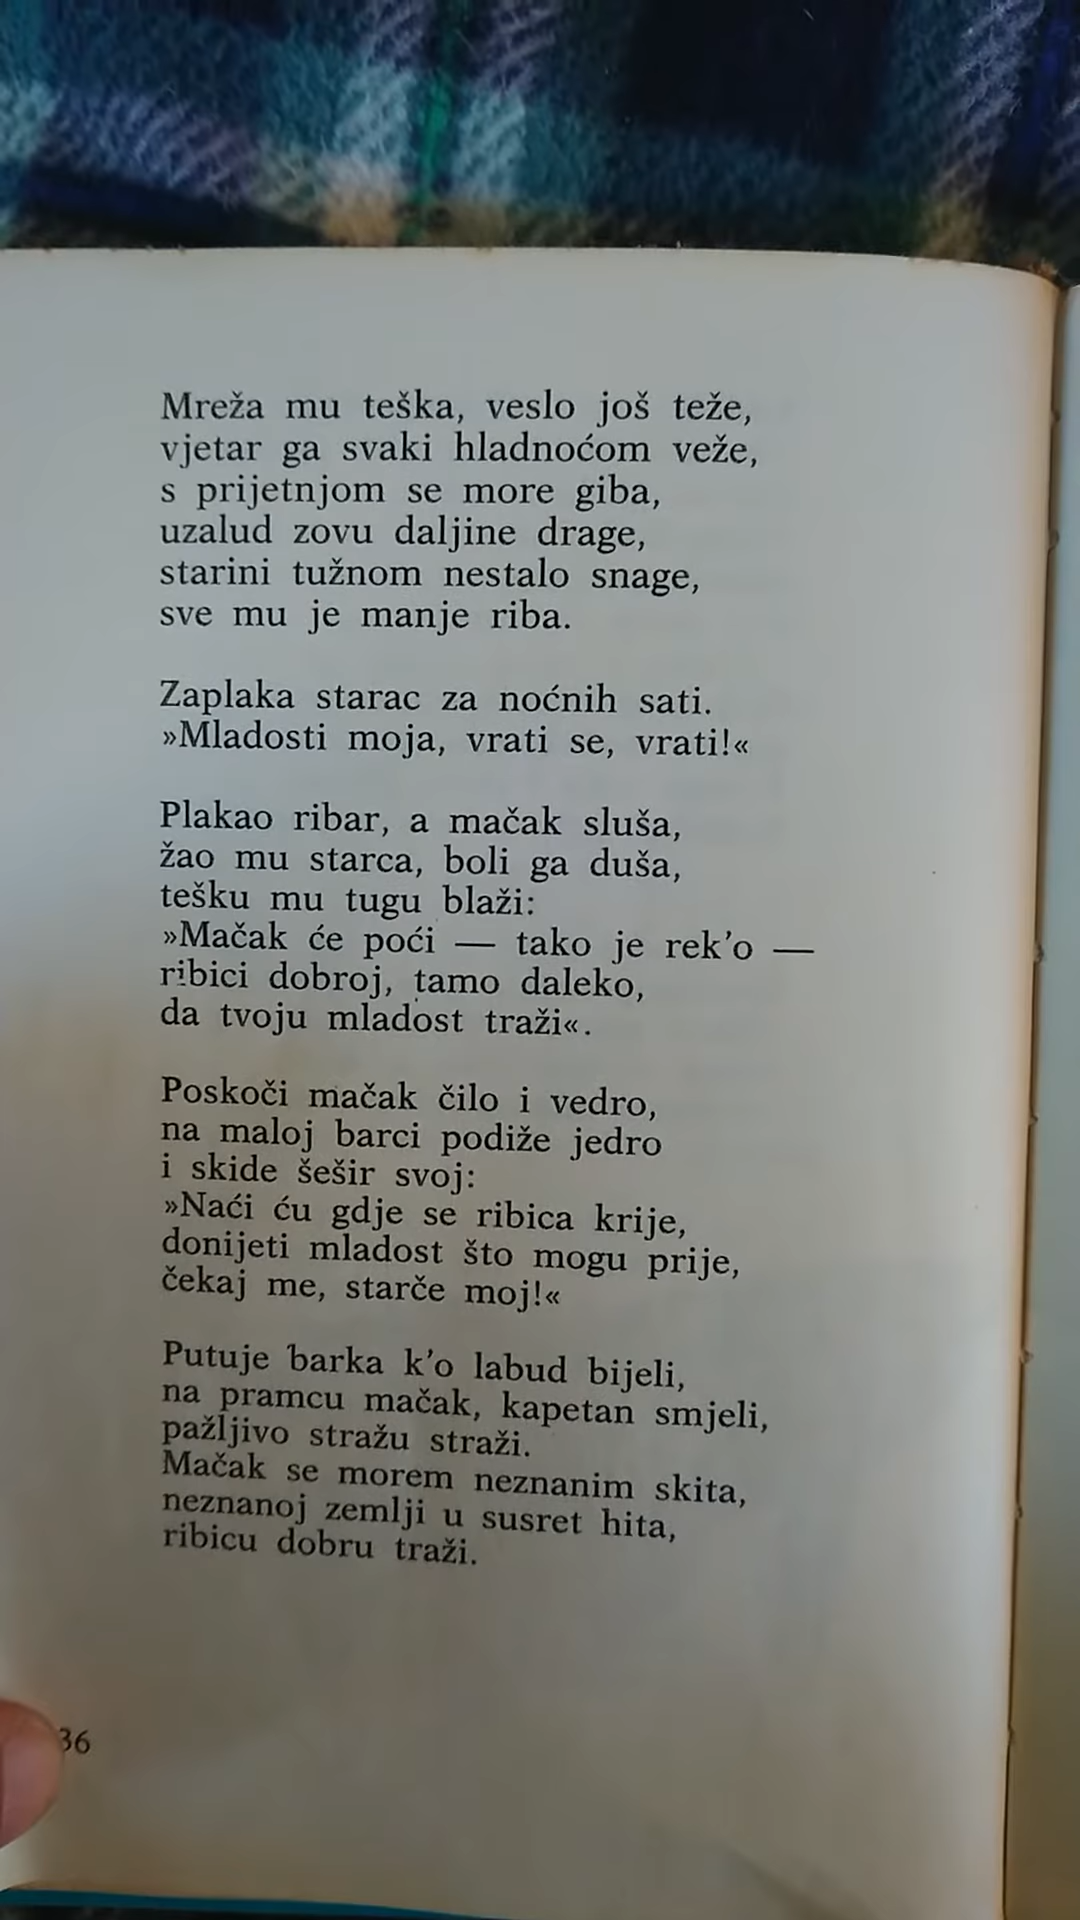 Mreža mu teška, veslo još teže,
vjetar ga svaki hladnoćom veže,
s prijetnjom se more giba,
uzalud zovu daljine drage,
starini tužnom nestalo snage,
sve mu je manje riba.
Zaplaka starac za noćnih sati.
»Mladosti moja, vrati se, vrati!«
Plakao ribar, a mačak sluša,
žao mu starca, boli ga duša,
tešku mu tugu blaži:
»Mačak će poći — tako je rek’o —
ribici dobroj, tamo daleko,
da tvoju mladost traži«.
Poskoči mačak čilo i vedro,
na maloj barci podiže jedro
i skide šešir svoj:
»Naći ću gdje se ribica krije,
donijeti mladost što mogu prije,
čekaj me, starče moj!«
Putuje barka k’o labud bijeli,
na pramcu mačak, kapetan smjeli,
pažljivo stražu straži.
Mačak se morem neznanim skita,
neznanoj zemlji u susret hita,
ribicu dobru traži.
36